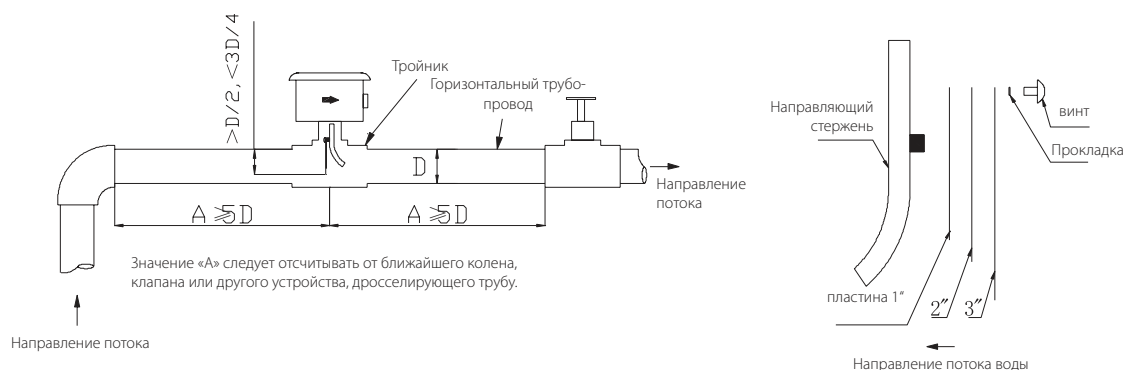 >D/2, <3D/4
Тройник
Горизонтальный трубо-
провод
D
A ⩾5D
A ⩾5D
Направление
потока
Значение «А» следует отсчитывать от ближайшего колена,
клапана или другого устройства, дросселирующего трубу.
Направление потока
Направляющий
стержень
винт
Прокладка
пластина 1"
2"
3"
Направление потока воды